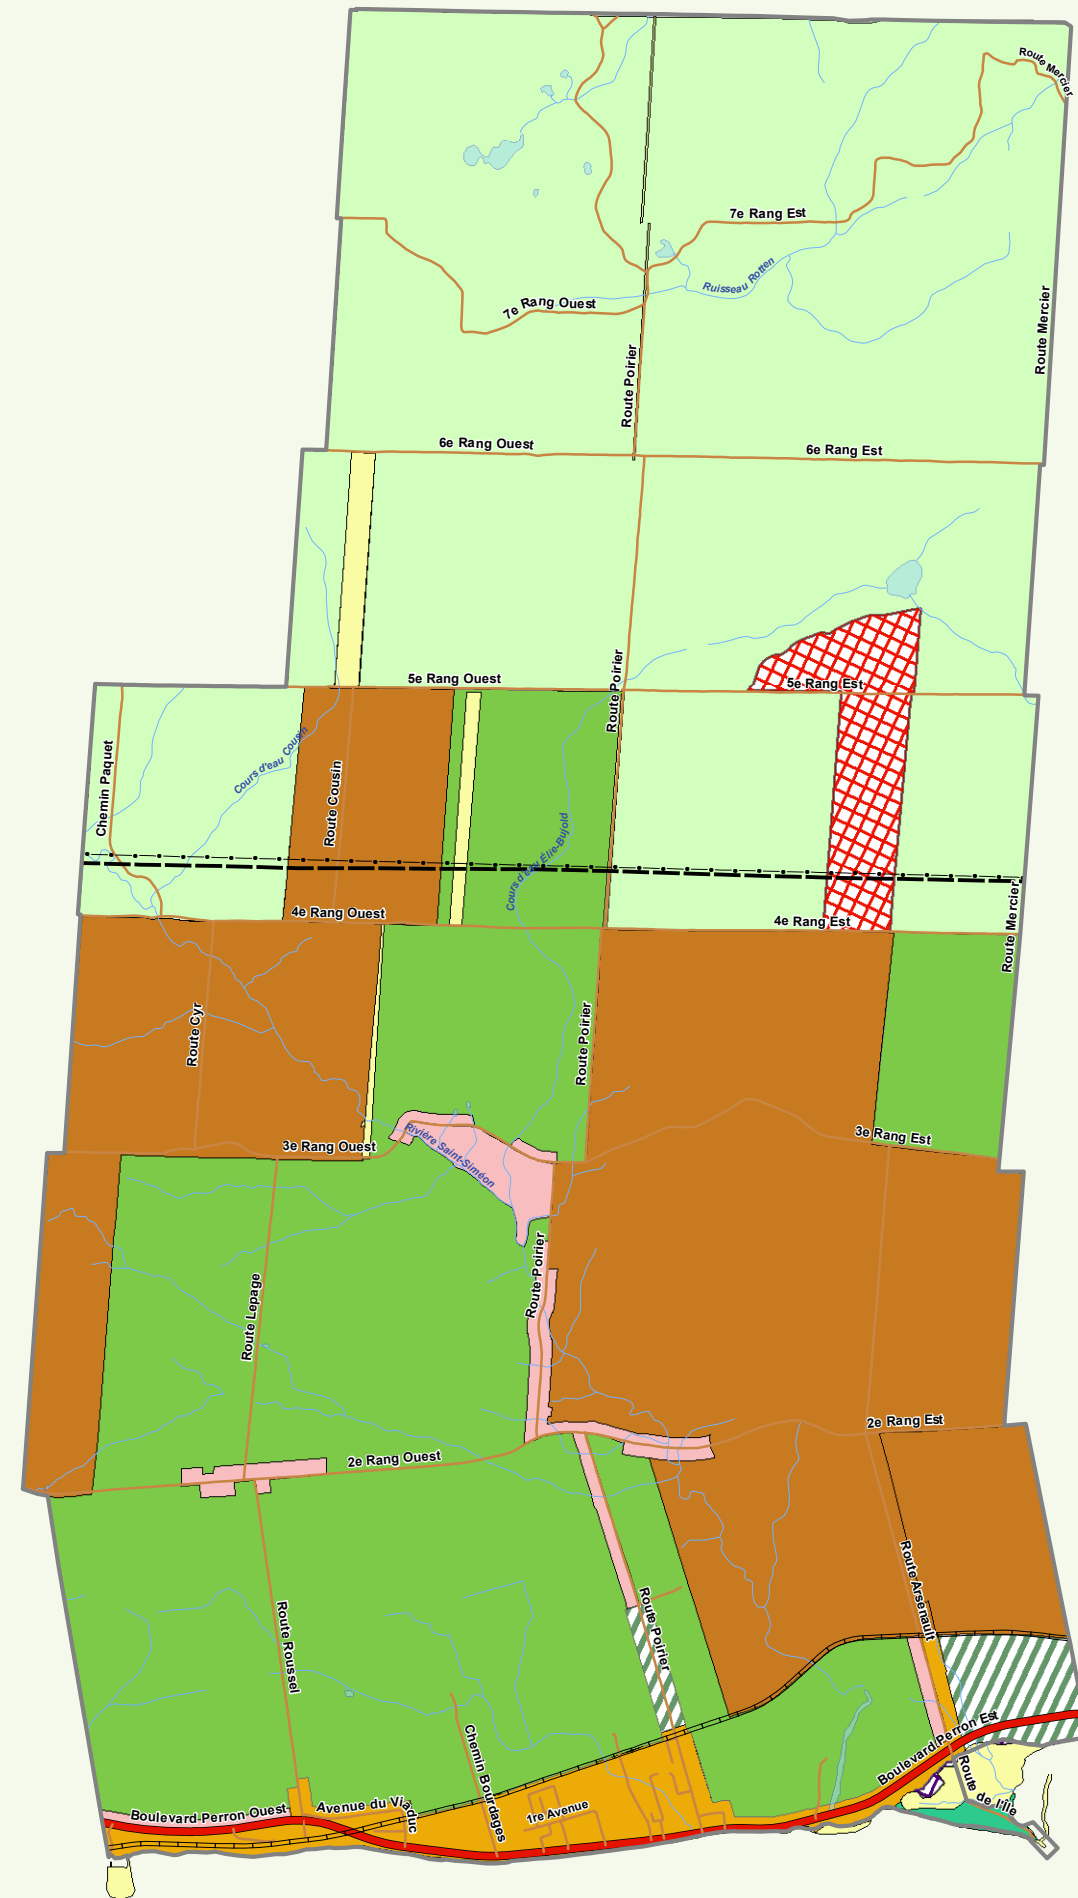 Route Mercier
7e Rang Est
Ruisseau Rotten
7e Rang Ouest
Route Mercier
Route Poirier
6e Rang Ouest
6e Rang Est
5e Rang Ouest
Route Poirier
5e Rang Est
Chemin Paquet
Cours d'eau Cousin
Route Cousin
Cours d'eau Élie-Bujold
4e Rang Ouest
4e Rang Est
Route Mercier
Route Cyr
Route Poirier
3e Rang Ouest
Rivière Saint-Siméon
3e Rang Est
Route Poirier
Route Lepage
2e Rang Est
2e Rang Ouest
Route Arsenault
Route Poirier
Route Roussel
Chemin Bourdages
Boulevard Perron Est
Boulevard Perron Ouest
Avenue du Viaduc
1re Avenue
Route de l'île